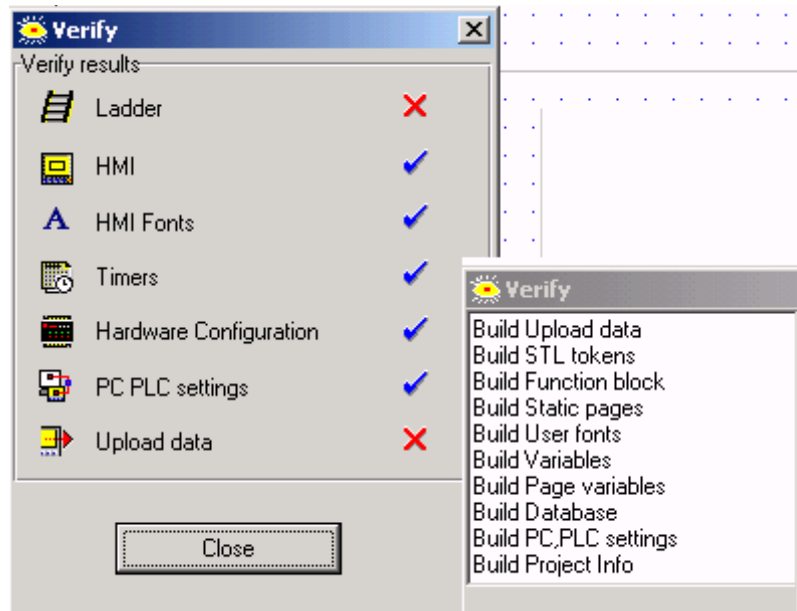 Verify
Verify results
Ladder
HMI
HMI Fonts
Timers
Hardware Configuration
PC PLC settings
Upload data
Close
Verify
Build Upload data
Build STL tokens
Build Function block
Build Static pages
Build User fonts
Build Variables
Build Page variables
Build Database
Build PC,PLC settings
Build Project Info